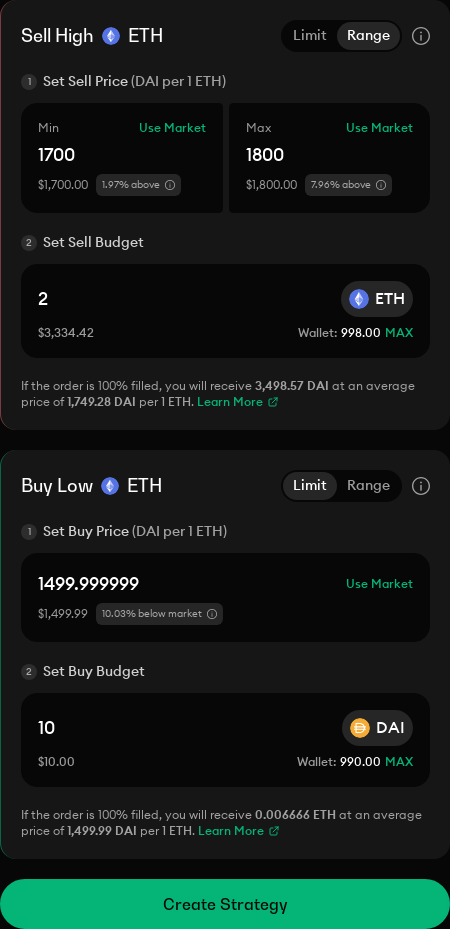 Sell High ETH Limit Range
1 Set Sell Price (DAI per 1 ETH)
Min Use Market
1700
$1,700.00 1.97% above
Max Use Market
1800
$1,800.00 7.96% above
2 Set Sell Budget
2 ETH
$3,334.42 Wallet: 998.00 MAX
If the order is 100% filled, you will receive 3,498.57 DAI at an average
price of 1,749.28 DAI per 1 ETH. Learn More
Buy Low ETH Limit Range
1 Set Buy Price (DAI per 1 ETH)
1499.999999 Use Market
$1,499.99 10.03% below market
2 Set Buy Budget
10 DAI
$10.00 Wallet: 990.00 MAX
If the order is 100% filled, you will receive 0.006666 ETH at an average
price of 1,499.99 DAI per 1 ETH. Learn More
Create Strategy